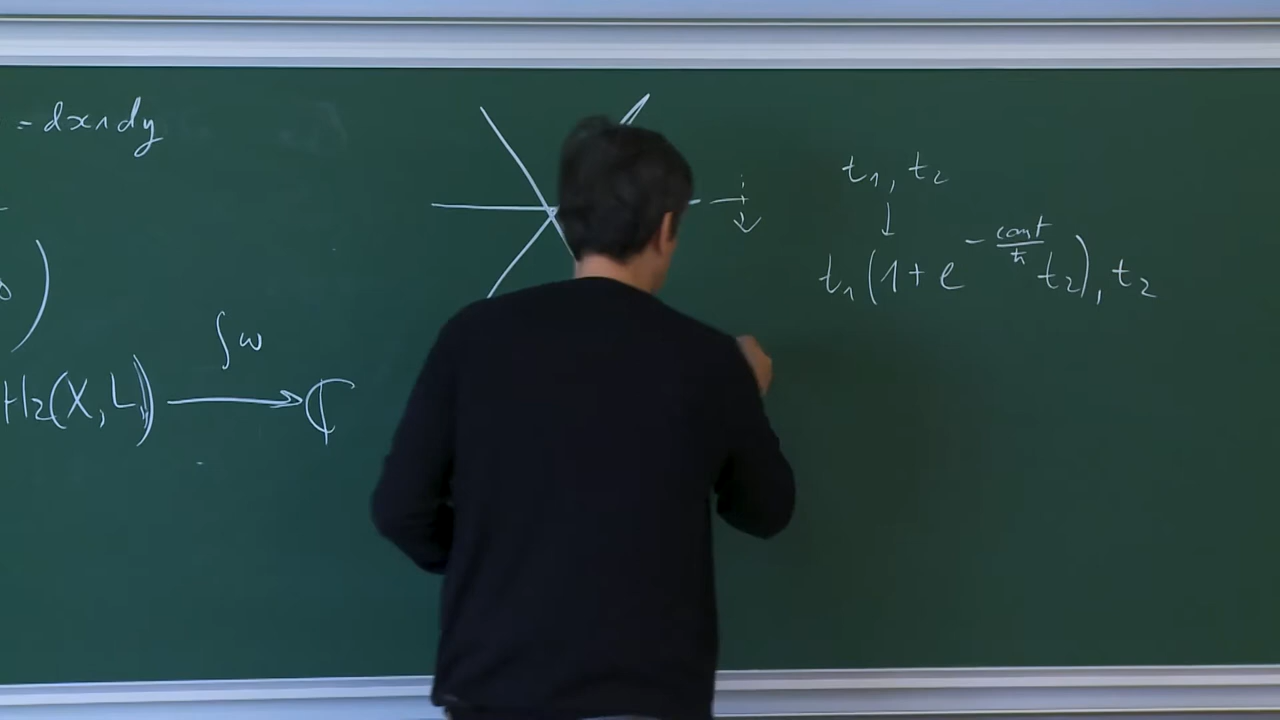 = dx∧dy
)
∫ω
H₂(X,L) ⟶ ℂ
t₁, t₂
↓
t₁(1+e^{-const/ħ} t₂), t₂